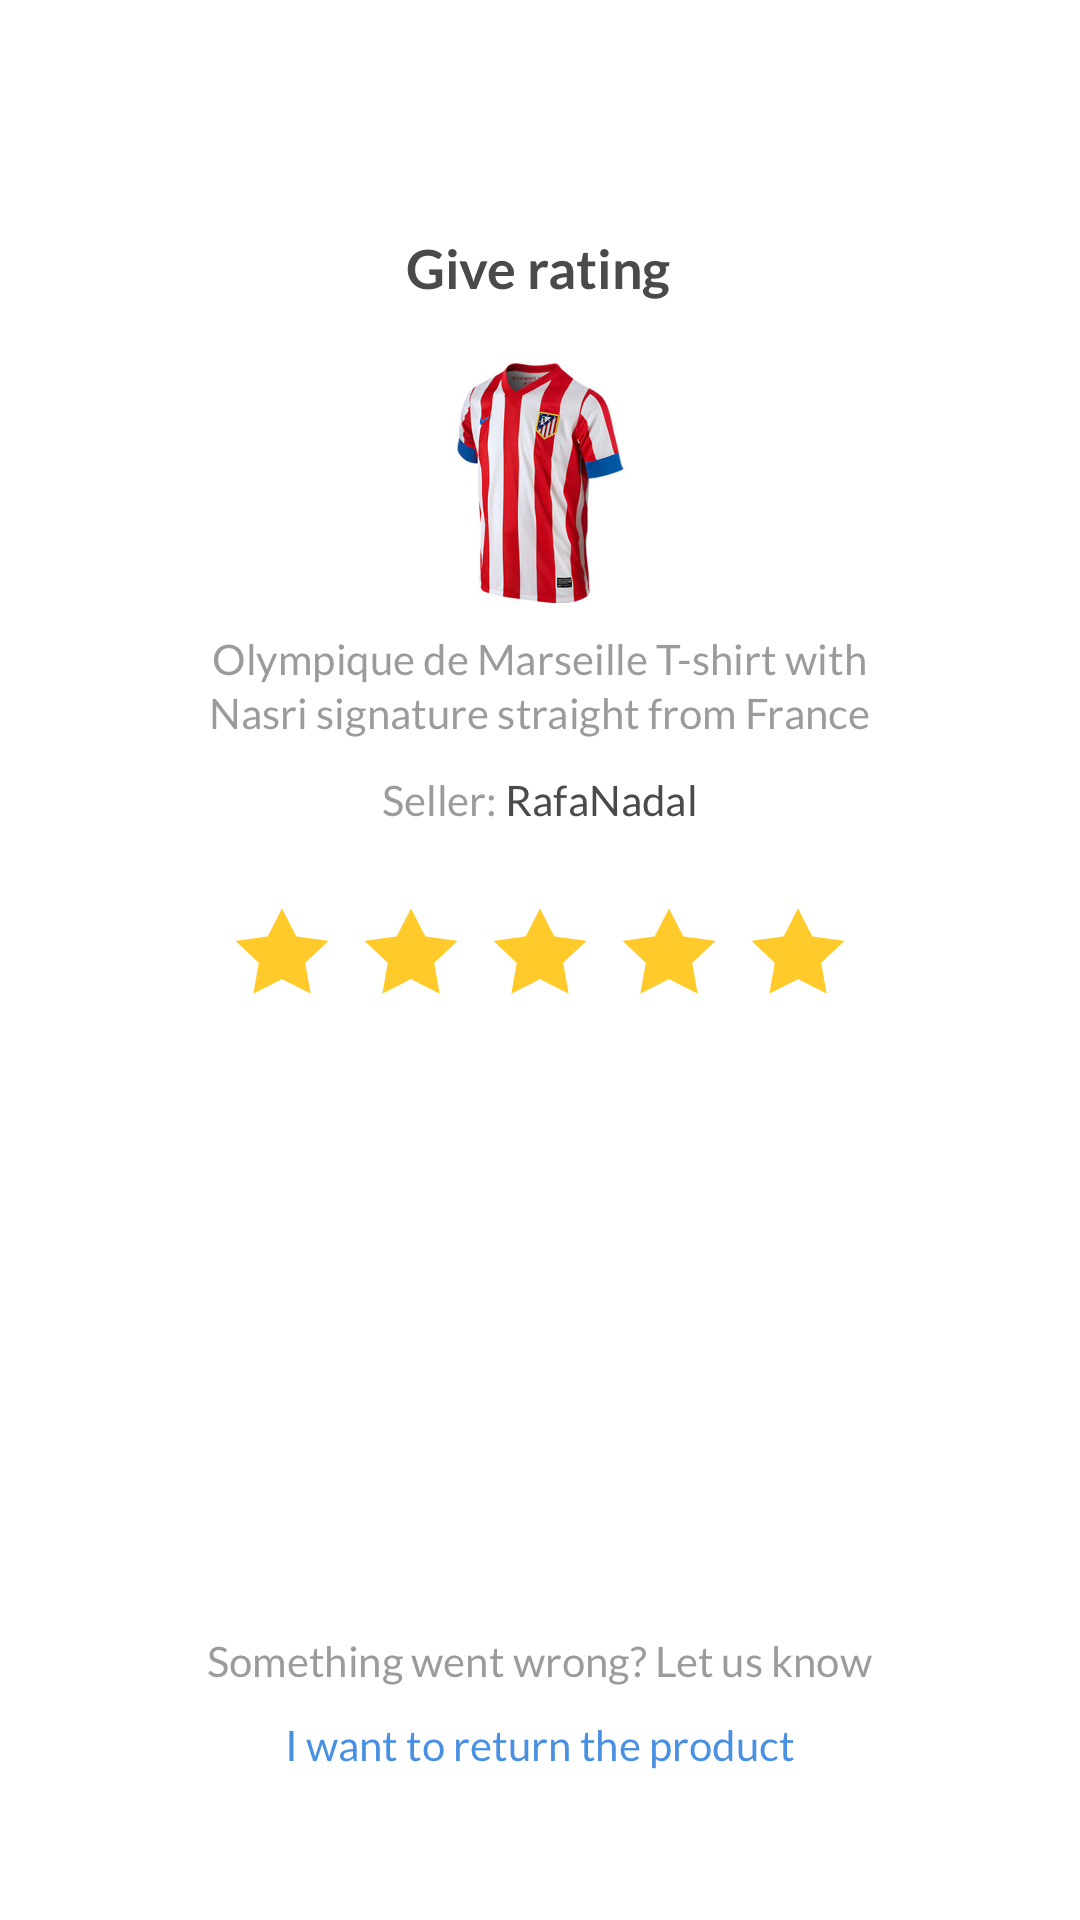 Give rating
Olympique de Marseille T-shirt with
Nasri signature straight from France
Seller: RafaNadal
Something went wrong? Let us know
I want to return the product